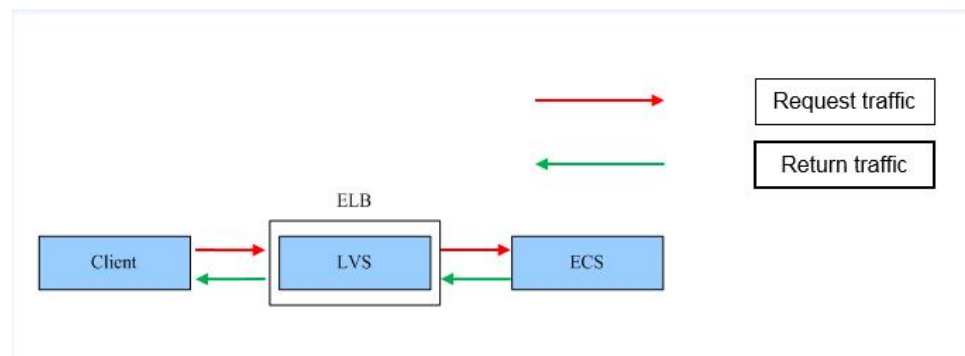 Request traffic
Return traffic
ELB
Client
LVS
ECS